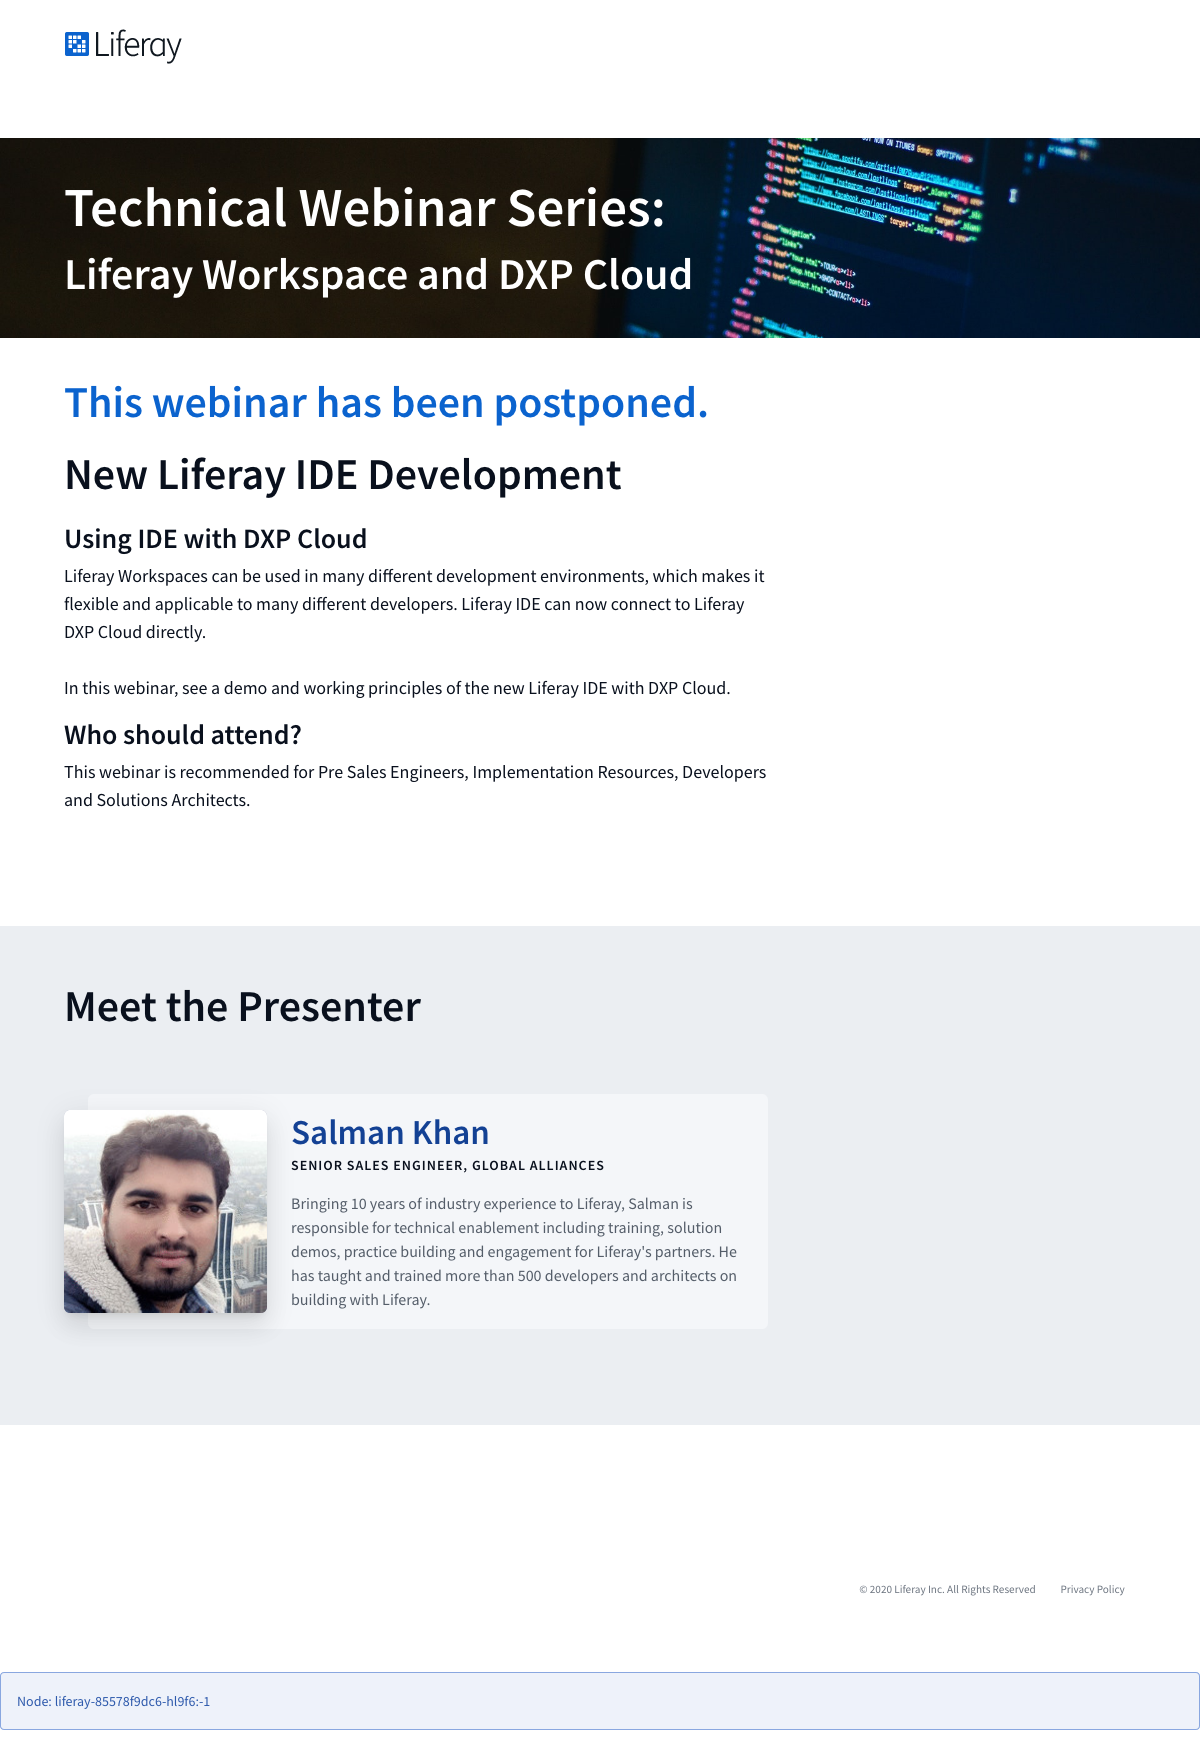 Liferay
Technical Webinar Series:
Liferay Workspace and DXP Cloud
This webinar has been postponed.
New Liferay IDE Development
Using IDE with DXP Cloud
Liferay Workspaces can be used in many different development environments, which makes it
flexible and applicable to many different developers. Liferay IDE can now connect to Liferay
DXP Cloud directly.
In this webinar, see a demo and working principles of the new Liferay IDE with DXP Cloud.
Who should attend?
This webinar is recommended for Pre Sales Engineers, Implementation Resources, Developers
and Solutions Architects.
Meet the Presenter
Salman Khan
SENIOR SALES ENGINEER, GLOBAL ALLIANCES
Bringing 10 years of industry experience to Liferay, Salman is
responsible for technical enablement including training, solution
demos, practice building and engagement for Liferay's partners. He
has taught and trained more than 500 developers and architects on
building with Liferay.
© 2020 Liferay Inc. All Rights Reserved Privacy Policy
Node: liferay-85578f9dc6-hl9f6:-1